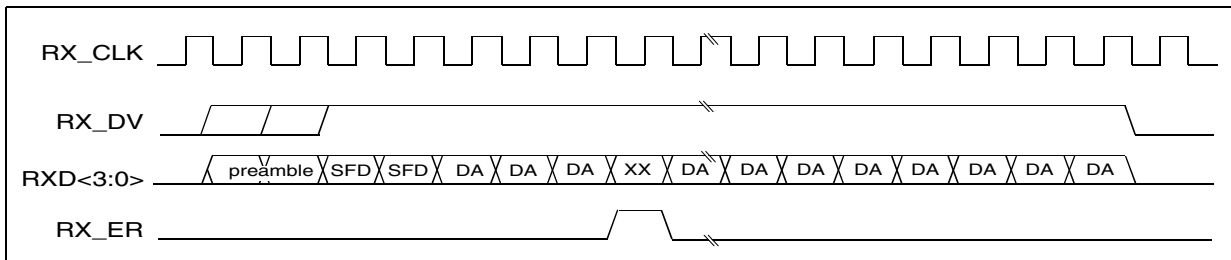 RX_CLK
RX_DV
RXD<3:0> preamble SFD SFD DA DA DA XX DA DA DA DA DA DA DA DA
RX_ER